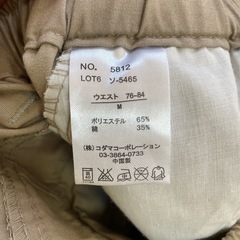 NO. 5812
LOT6 ソ-5465
ウエスト 76-84
M
ポリエステル 65%
綿 35%
(株)コダマコーポレーション
03-3864-0733
中国製